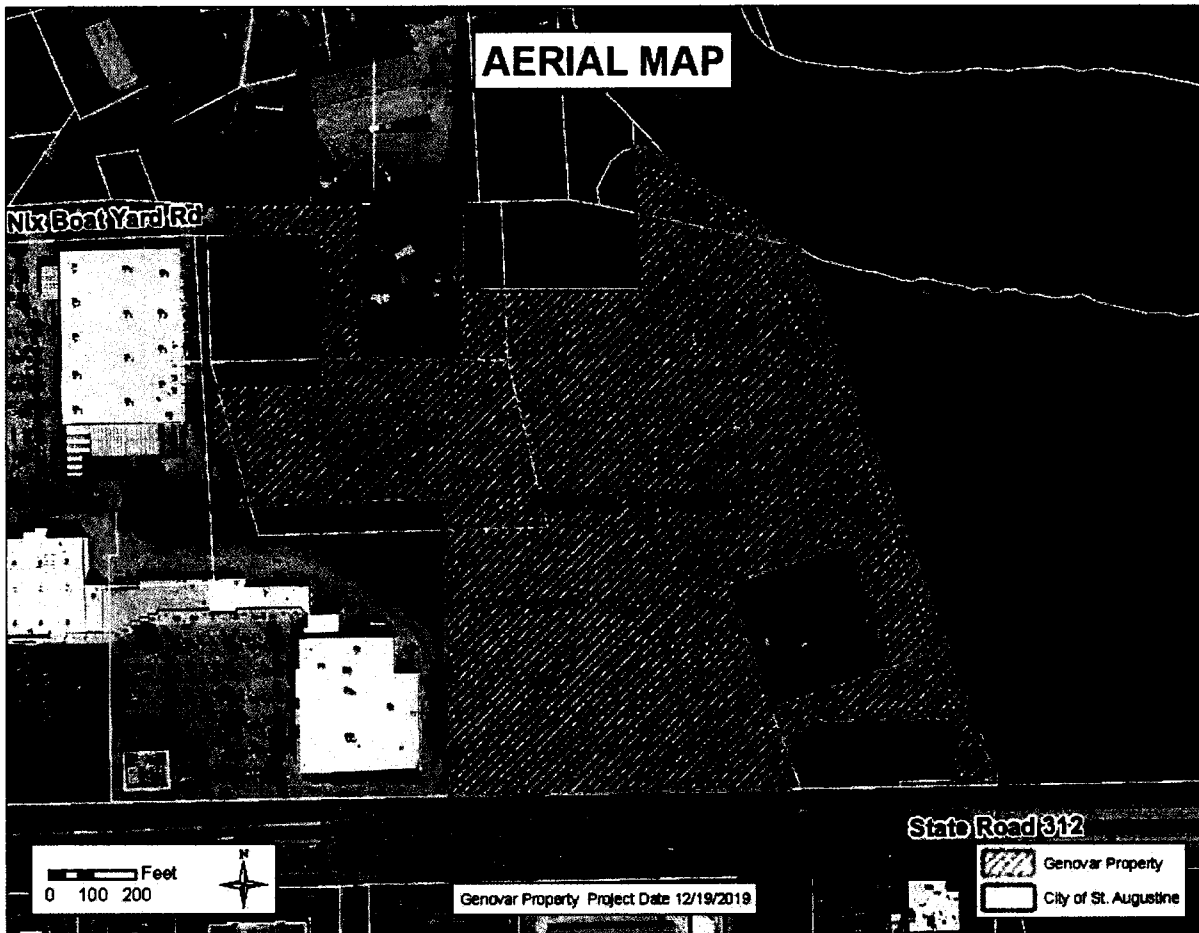 AERIAL MAP
Nix Boat Yard Rd
State Road 312
Feet
0 100 200
N
Genovar Property Project Date 12/19/2019
Genovar Property
City of St. Augustine